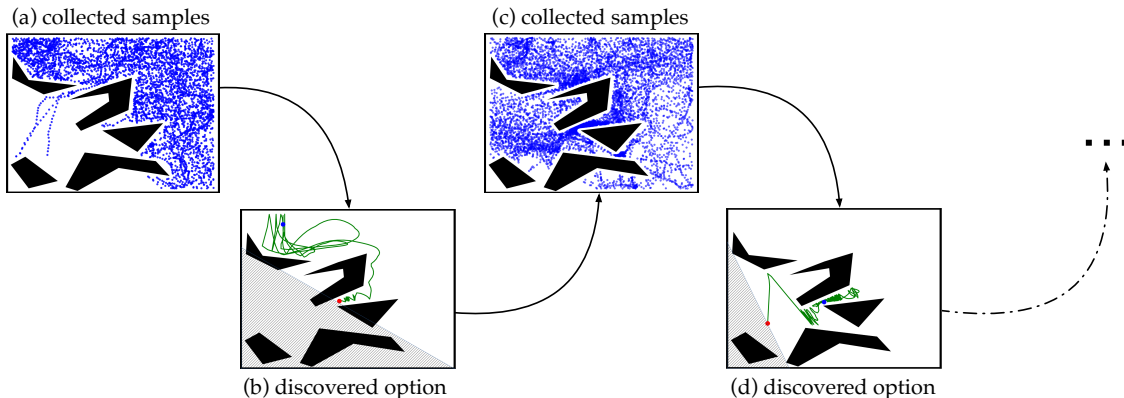 (a) collected samples
(c) collected samples
(b) discovered option
(d) discovered option